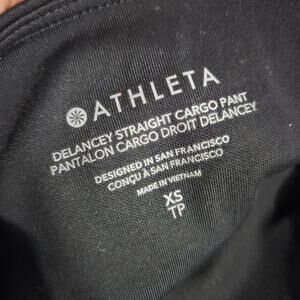 ATHLETA
DELANCEY STRAIGHT CARGO PANT
PANTALON CARGO DROIT DELANCEY
DESIGNED IN SAN FRANCISCO
CONÇU À SAN FRANCISCO
MADE IN VIETNAM
XS
TP